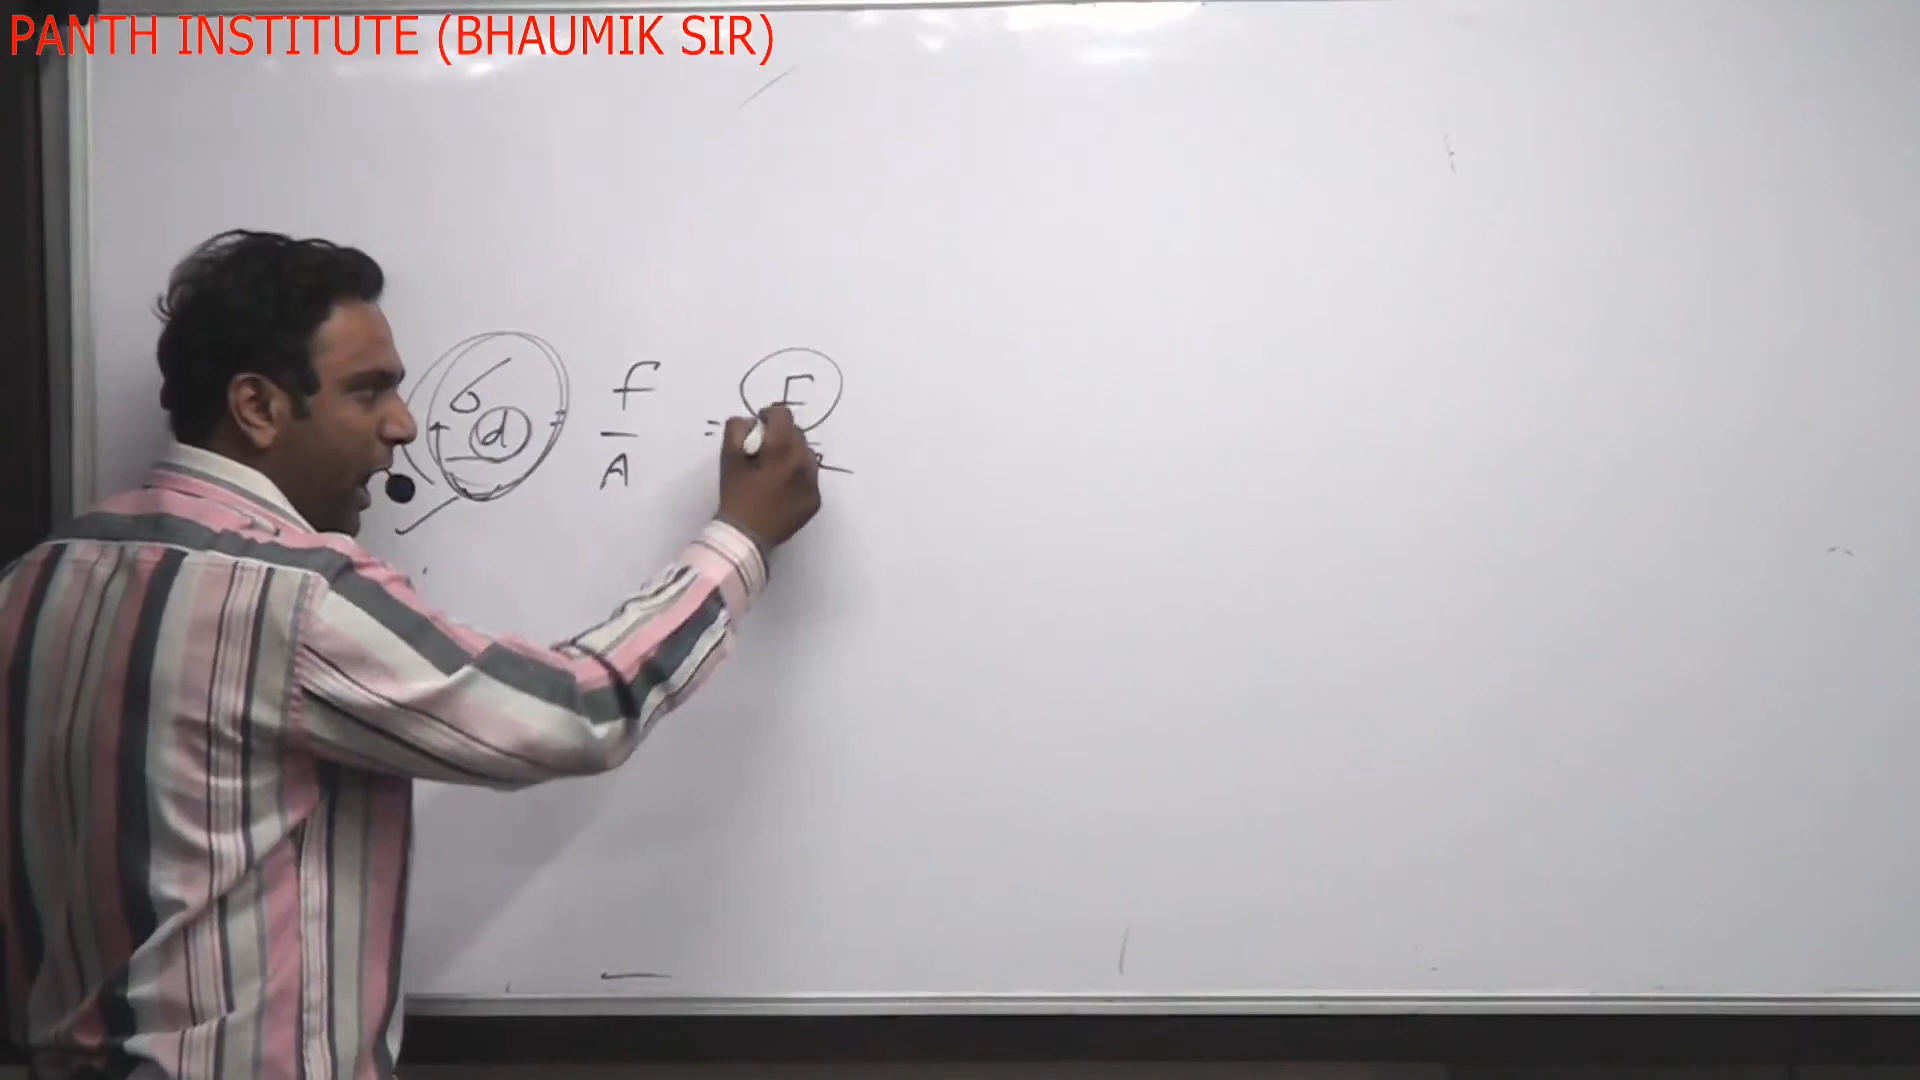 PANTH INSTITUTE (BHAUMIK SIR)
σ d = f / A = F